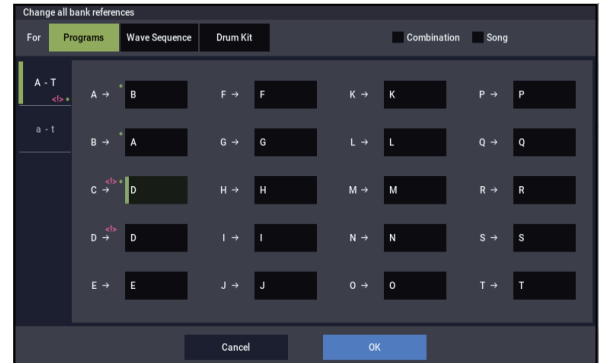 Change all bank references
For Programs Wave Sequence Drum Kit Combination Song
A - T
<!> *
a - t
A → * B F → F K → K P → P
B → * A G → G L → L Q → Q
C → <!> * D H → H M → M R → R
D → <!> D I → I N → N S → S
E → E J → J O → O T → T
Cancel OK